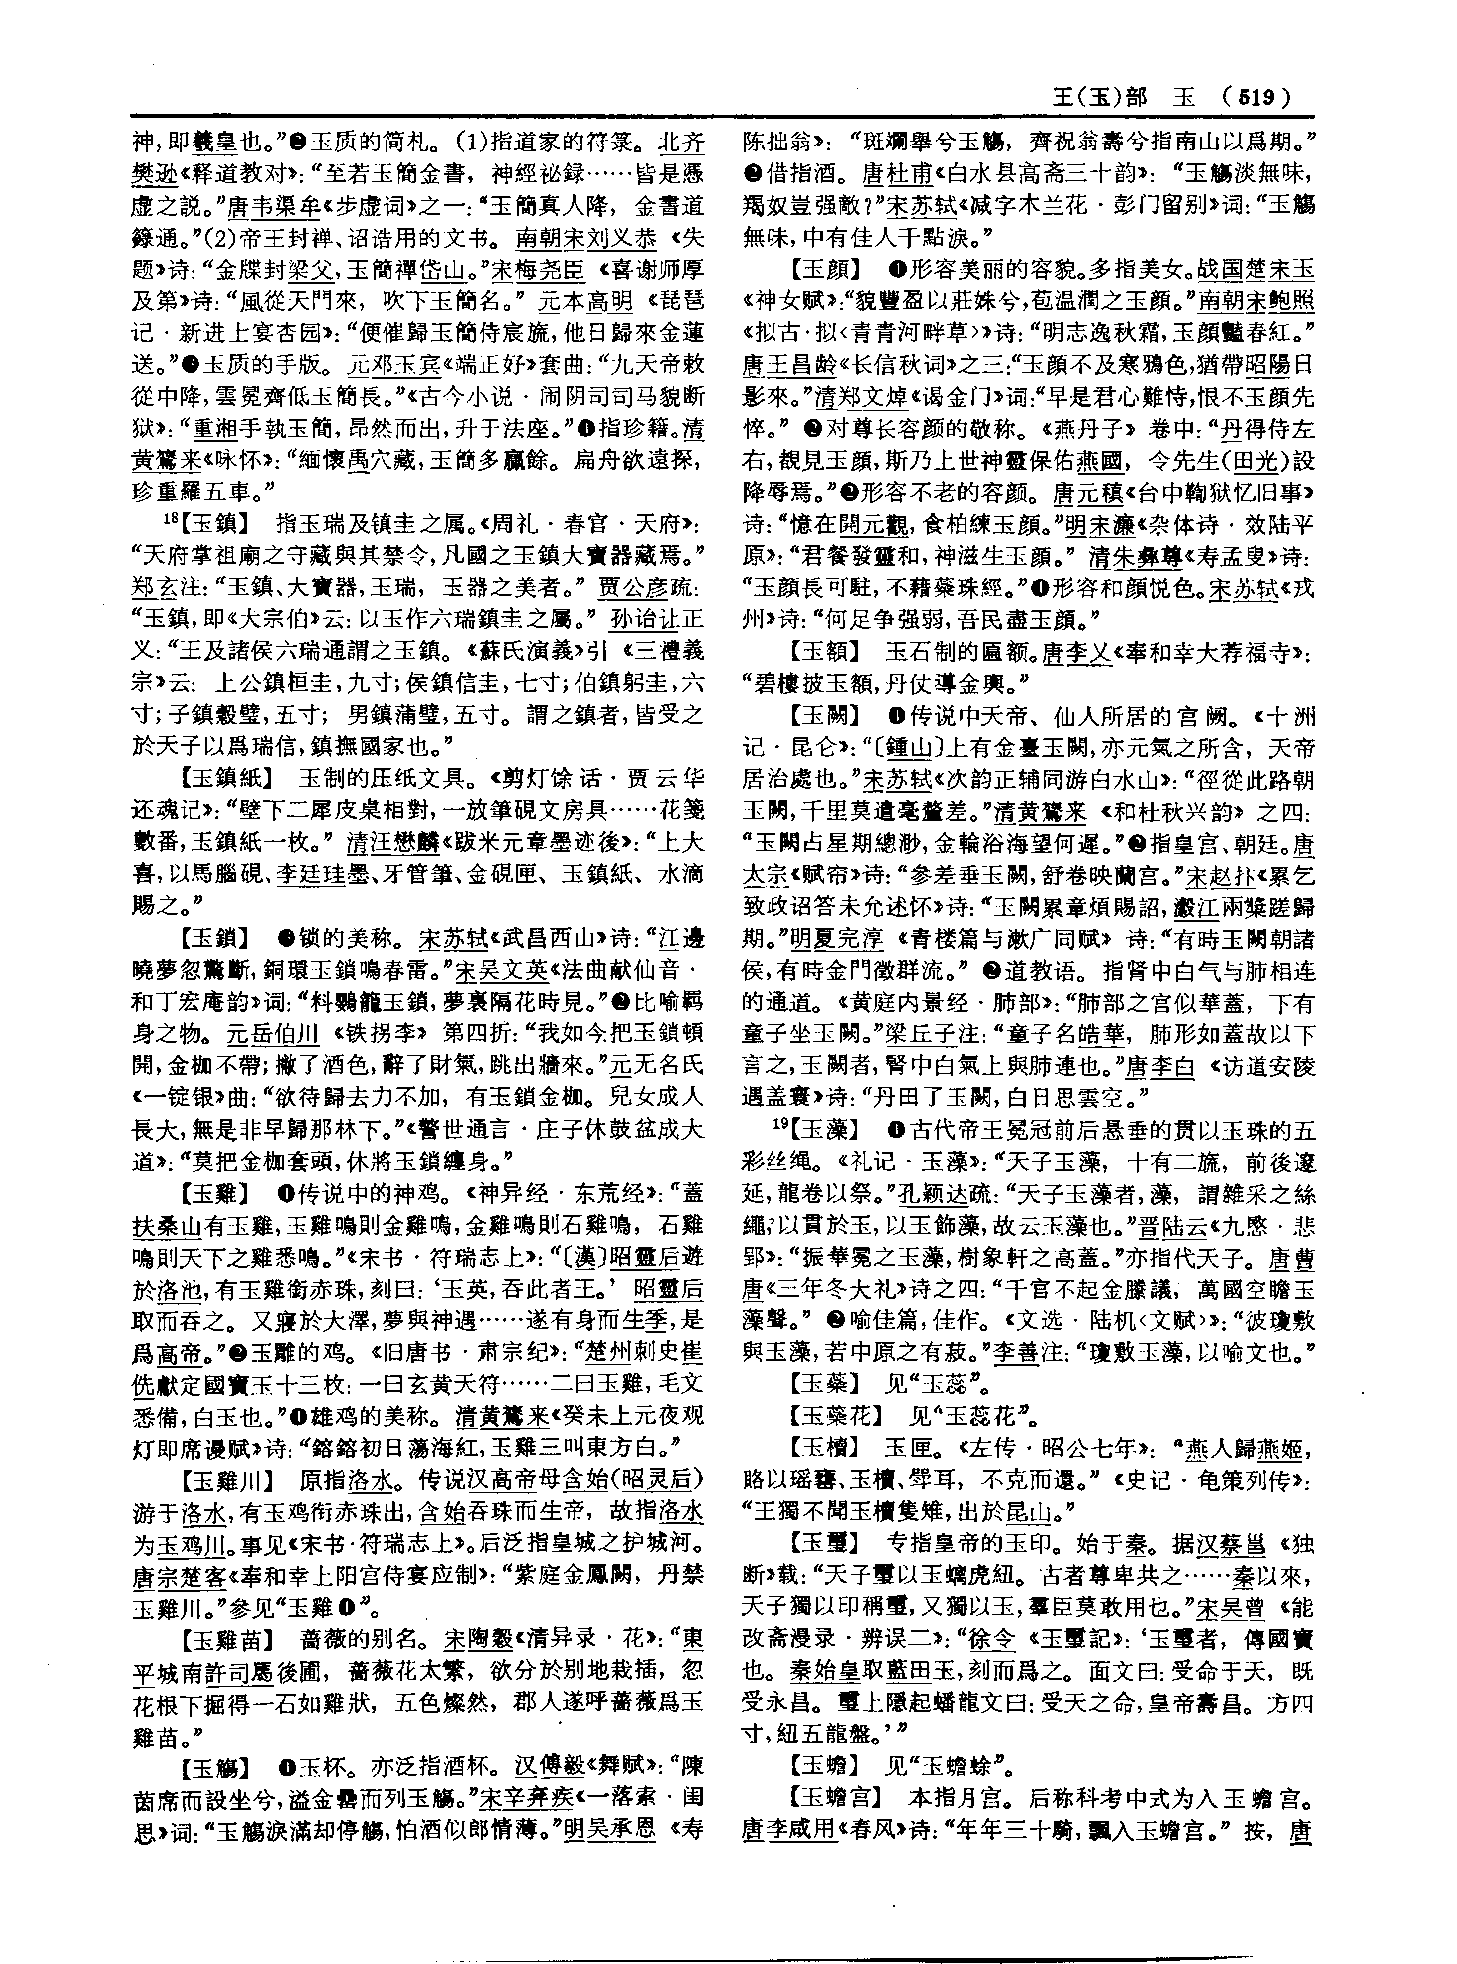 王(玉)部　玉　(519)
神,即羲皇也。”❷玉质的简札。(1)指道家的符箓。北齐
樊逊《释道教对》:“至若玉簡金書，神經祕録……皆是憑
虚之説。”唐韦渠牟《步虚词》之一:“玉簡真人降，金書道
籙通。”(2)帝王封禅、诏诰用的文书。南朝宋刘义恭《失
题》诗:“金牒封梁父,玉簡禪岱山。”宋梅尧臣《喜谢师厚
及第》诗:“風從天門來，吹下玉簡名。”元本高明《琵琶
记·新进士宴杏园》:“便催歸玉簡侍宸旒,他日歸來金蓮
送。”❸玉质的手版。元邓玉宾《端正好》套曲:“九天帝敕
從中降,雲冕齊低玉簡長。”《古今小说·闹阴司司马貌断
狱》:“重湘手執玉簡,昂然而出,升于法座。”❹指珍籍。清
黄鷟来《咏怀》:“緬懷禹穴藏,玉簡多贏餘。扁舟欲遠探，
珍重羅五車。”
18【玉鎮】　指玉瑞及镇圭之属。《周礼·春官·天府》:
“天府掌祖廟之守藏與其禁令,凡國之玉鎮大寶器藏焉。”
郑玄注:“玉鎮、大寶器,玉瑞，玉器之美者。”贾公彦疏:
“玉鎮,即《大宗伯》云:以玉作六瑞鎮圭之屬。”孙诒让正
义:“王及諸侯六瑞通謂之玉鎮。《蘇氏演義》引《三禮義
宗》云:上公鎮桓圭,九寸;侯鎮信圭,七寸;伯鎮躬圭,六
寸;子鎮穀璧,五寸;男鎮蒲璧,五寸。謂之鎮者,皆受之
於天子以爲瑞信,鎮撫國家也。”
【玉鎮紙】　玉制的压纸文具。《剪灯馀话·贾云华
还魂记》:“壁下二犀皮桌相對,一放筆硯文房具……花箋
數番,玉鎮紙一枚。”清汪懋麟《跋米元章墨迹後》:“上大
喜,以馬腦硯、李廷珪墨、牙管筆、金硯匣、玉鎮紙、水滴
賜之。”
【玉鎖】　❶锁的美称。宋苏轼《武昌西山》诗:“江邊
曉夢忽驚斷,銅環玉鎖鳴春雷。”宋吴文英《法曲献仙音·
和丁宏庵韵》词:“料鸚籠玉鎖,夢裏隔花時見。”❷比喻羁
身之物。元岳伯川《铁拐李》第四折:“我如今把玉鎖頓
開,金枷不帶;撇了酒色,辭了財氣,跳出牆來。”元无名氏
《一锭银》曲:“欲待歸去力不加，有玉鎖金枷。兒女成人
長大,無是非早歸那林下。”《警世通言·庄子休鼓盆成大
道》:“莫把金枷套頭,休將玉鎖纏身。”
【玉雞】　❶传说中的神鸡。《神异经·东荒经》:“蓋
扶桑山有玉雞,玉雞鳴則金雞鳴,金雞鳴則石雞鳴，石雞
鳴則天下之雞悉鳴。”《宋书·符瑞志上》:“〔漢〕昭靈后遊
於洛池,有玉雞銜赤珠,刻曰:‘玉英,吞此者王。’昭靈后
取而吞之。又寢於大澤,夢與神遇……遂有身而生季,是
爲高帝。”❷玉雕的鸡。《旧唐书·肃宗纪》:“楚州刺史崔
侁獻定國寶玉十三枚:一曰玄黄天符……二曰玉雞,毛文
悉備,白玉也。”❸雄鸡的美称。清黄鷟来《癸未上元夜观
灯即席谩赋》诗:“鎔鎔初日蕩海紅,玉雞三叫東方白。”
【玉雞川】　原指洛水。传说汉高帝母含始(昭灵后)
游于洛水,有玉鸡衔赤珠出,含始吞珠而生帝，故指洛水
为玉鸡川。事见《宋书·符瑞志上》。后泛指皇城之护城河。
唐宗楚客《奉和幸上阳宫侍宴应制》:“紫庭金鳳闕，丹禁
玉雞川。”参见“玉雞❶”。
【玉雞苗】　蔷薇的别名。宋陶穀《清异录·花》:“東
平城南許司馬後圃，薔薇花太繁，欲分於别地栽插，忽
花根下掘得一石如雞狀，五色燦然，郡人遂呼薔薇爲玉
雞苗。”
【玉觴】　❶玉杯。亦泛指酒杯。汉傅毅《舞赋》:“陳
茵席而設坐兮,溢金罍而列玉觴。”宋辛弃疾《一落索·闺
思》词:“玉觴淚滿却停觴,怕酒似郎情薄。”明吴承恩《寿
陈拙翁》:“斑斕舉兮玉觴，齊祝翁壽兮指南山以爲期。”
❷借指酒。唐杜甫《白水县高斋三十韵》:“玉觴淡無味，
羯奴豈强敵?”宋苏轼《减字木兰花·彭门留别》词:“玉觴
無味,中有佳人千點淚。”
【玉顔】　❶形容美丽的容貌。多指美女。战国楚宋玉
《神女赋》:“貌豐盈以莊姝兮,苞温潤之玉顔。”南朝宋鲍照
《拟古·拟〈青青河畔草〉》诗:“明志逸秋霜,玉顔豔春紅。”
唐王昌龄《长信秋词》之三:“玉顔不及寒鴉色,猶帶昭陽日
影來。”清郑文焯《谒金门》词:“早是君心難恃,恨不玉顔先
悴。”❷对尊长容颜的敬称。《燕丹子》卷中:“丹得侍左
右,覩見玉顔,斯乃上世神靈保佑燕國，令先生(田光)設
降辱焉。”❸形容不老的容颜。唐元稹《台中鞫狱忆旧事》
诗:“憶在開元觀,食柏練玉顔。”明宋濂《杂体诗·效陆平
原》:“君餐發靈和,神滋生玉顔。”清朱彝尊《寿孟叟》诗:
“玉顔長可駐,不藉蘂珠經。”❹形容和颜悦色。宋苏轼《戎
州》诗:“何足争强弱,吾民盡玉顔。”
【玉額】　玉石制的匾额。唐李乂《奉和幸大荐福寺》:
“碧樓披玉額,丹仗導金輿。”
【玉闕】　❶传说中天帝、仙人所居的宫阙。《十洲
记·昆仑》:“〔鍾山〕上有金臺玉闕,亦元氣之所含，天帝
居治處也。”宋苏轼《次韵正辅同游白水山》:“徑從此路朝
玉闕,千里莫遣毫釐差。”清黄鷟来《和杜秋兴韵》之四:
“玉闕占星期總渺,金輪浴海望何遲。”❷指皇宫、朝廷。唐
太宗《赋帘》诗:“參差垂玉闕,舒卷映蘭宫。”宋赵抃《累乞
致政诏答未允述怀》诗:“玉闕累章煩賜詔,瀫江兩槳蹉歸
期。”明夏完淳《青楼篇与漱广同赋》诗:“有時玉闕朝諸
侯,有時金門徵群流。”❸道教语。指肾中白气与肺相连
的通道。《黄庭内景经·肺部》:“肺部之宫似華蓋，下有
童子坐玉闕。”梁丘子注:“童子名皓華，肺形如蓋故以下
言之,玉闕者,腎中白氣上與肺連也。”唐李白《访道安陵
遇盖寰》诗:“丹田了玉闕,白日思雲空。”
19【玉藻】　❶古代帝王冕冠前后悬垂的贯以玉珠的五
彩丝绳。《礼记·玉藻》:“天子玉藻，十有二旒，前後邃
延,龍卷以祭。”孔颖达疏:“天子玉藻者,藻，謂雜采之絲
繩,以貫於玉,以玉飾藻,故云玉藻也。”晋陆云《九愍·悲
郢》:“振華冕之玉藻,樹象軒之高蓋。”亦指代天子。唐曹
唐《三年冬大礼》诗之四:“千官不起金滕議，萬國空瞻玉
藻聲。”❷喻佳篇,佳作。《文选·陆机〈文赋〉》:“彼瓊敷
與玉藻,若中原之有菽。”李善注:“瓊敷玉藻,以喻文也。”
【玉蘂】　见“玉蕊”。
【玉蘂花】　见“玉蕊花”。
【玉櫝】　玉匣。《左传·昭公七年》:“燕人歸燕姬，
賂以瑶罋、玉櫝、斝耳，不克而還。”《史记·龟策列传》:
“王獨不聞玉櫝隻雉,出於昆山。”
【玉璽】　专指皇帝的玉印。始于秦。据汉蔡邕《独
断》载:“天子璽以玉螭虎紐。古者尊卑共之……秦以來，
天子獨以印稱璽,又獨以玉,羣臣莫敢用也。”宋吴曾《能
改斋漫录·辨误二》:“徐令《玉璽記》:‘玉璽者，傳國寶
也。秦始皇取藍田玉,刻而爲之。面文曰:受命于天，既
受永昌。璽上隱起蟠龍文曰:受天之命,皇帝壽昌。方四
寸,紐五龍盤。’”
【玉蟾】　见“玉蟾蜍”。
【玉蟾宫】　本指月宫。后称科考中式为入玉蟾宫。
唐李咸用《春风》诗:“年年三十騎,飄入玉蟾宫。”按，唐